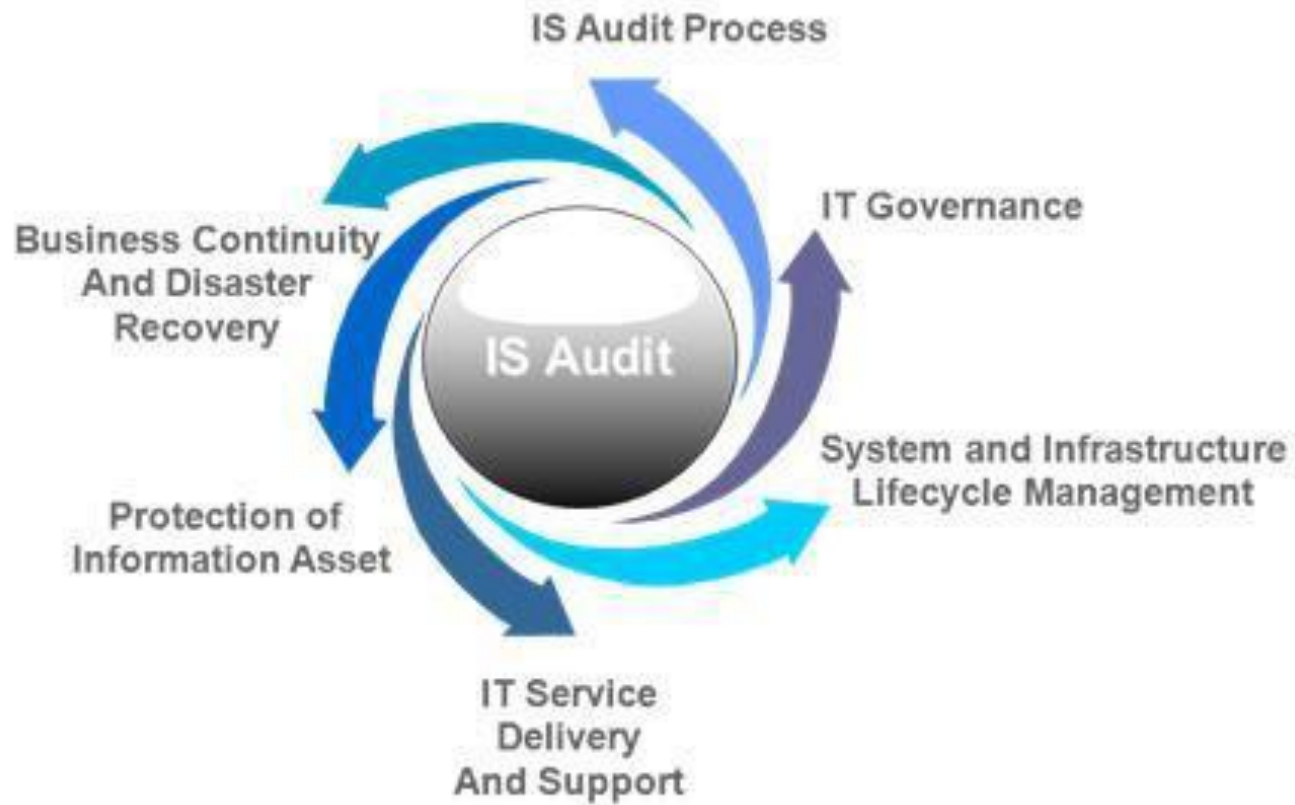 IS Audit Process
IT Governance
Business Continuity
And Disaster
Recovery
IS Audit
System and Infrastructure
Lifecycle Management
Protection of
Information Asset
IT Service
Delivery
And Support